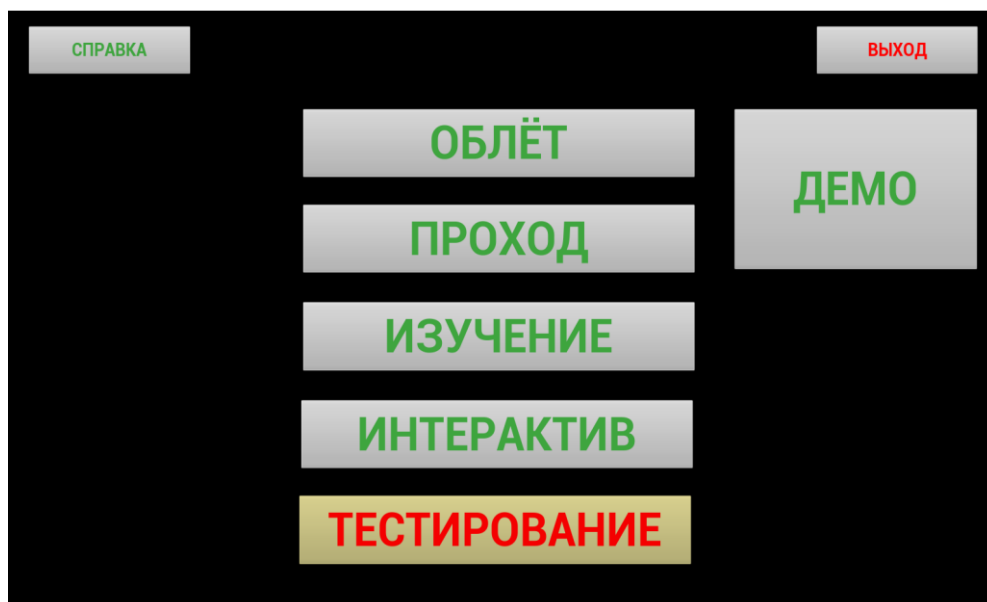 СПРАВКА
ВЫХОД
ОБЛЁТ
ДЕМО
ПРОХОД
ИЗУЧЕНИЕ
ИНТЕРАКТИВ
ТЕСТИРОВАНИЕ